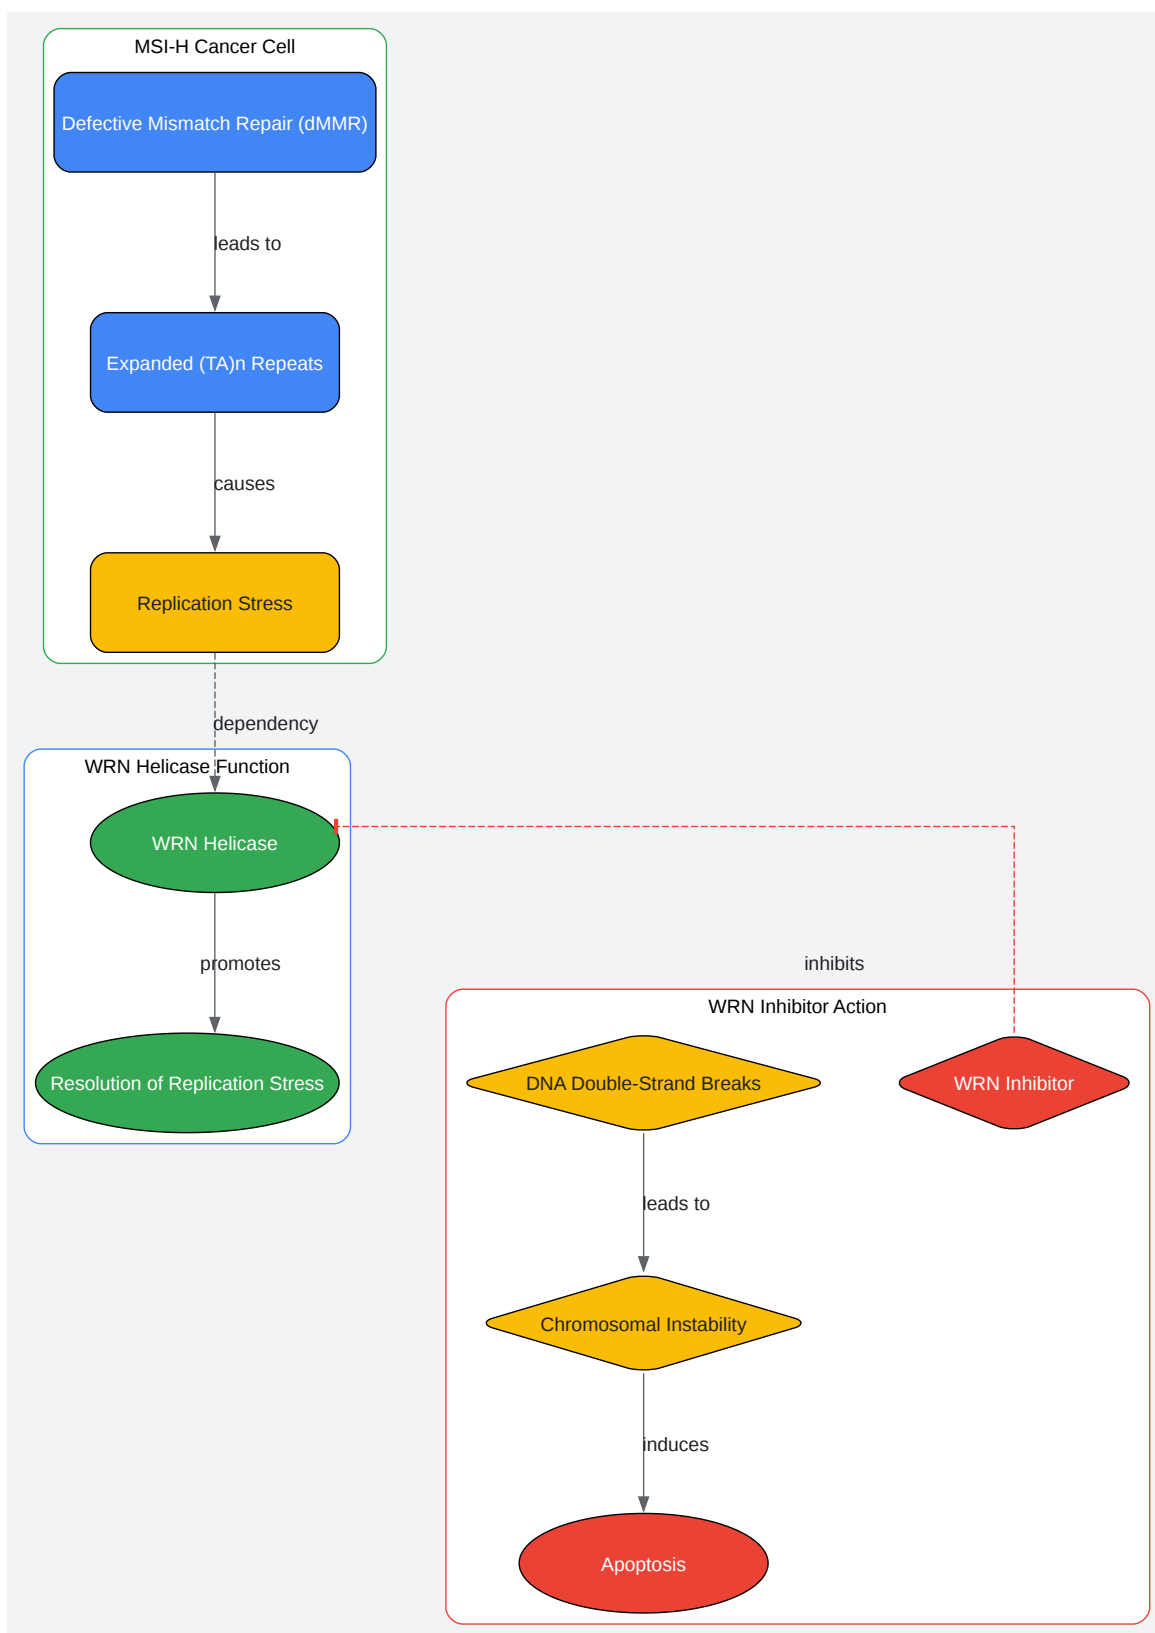 MSI-H Cancer Cell
Defective Mismatch Repair (dMMR)
leads to
Expanded (TA)n Repeats
causes
Replication Stress
dependency
WRN Helicase Function
WRN Helicase
promotes
Resolution of Replication Stress
inhibits
WRN Inhibitor Action
DNA Double-Strand Breaks
WRN Inhibitor
leads to
Chromosomal Instability
induces
Apoptosis